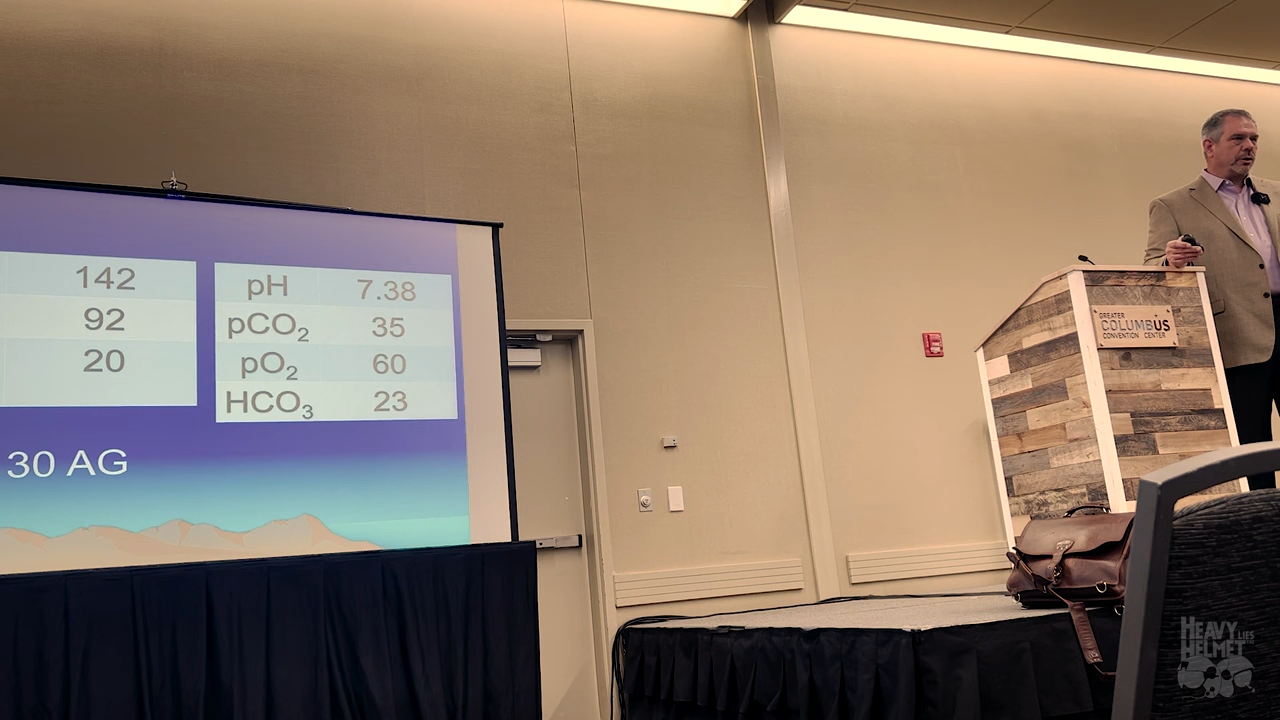 142
92
20
pH 7.38
pCO₂ 35
pO₂ 60
HCO₃ 23
30 AG
GREATER
COLUMBUS
CONVENTION CENTER
HEAVY LIES
HELMET